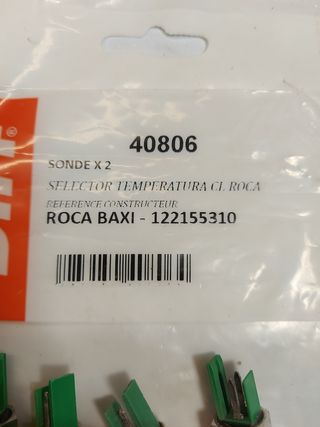 40806
SONDE X 2
SELECTOR TEMPERATURA CL ROCA
REFERENCE CONSTRUCTEUR
ROCA BAXI - 122155310